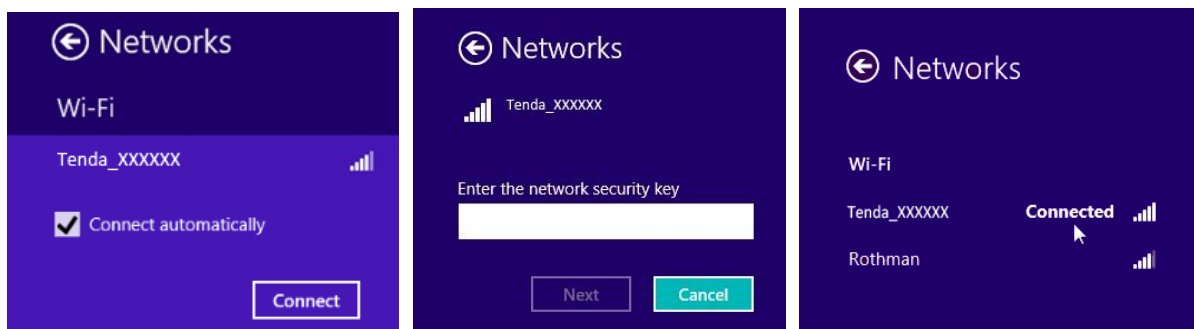 Networks
Wi-Fi
Tenda_XXXXXX
Connect automatically
Connect
Networks
Tenda_XXXXXX
Enter the network security key
Next Cancel
Networks
Wi-Fi
Tenda_XXXXXX Connected
Rothman